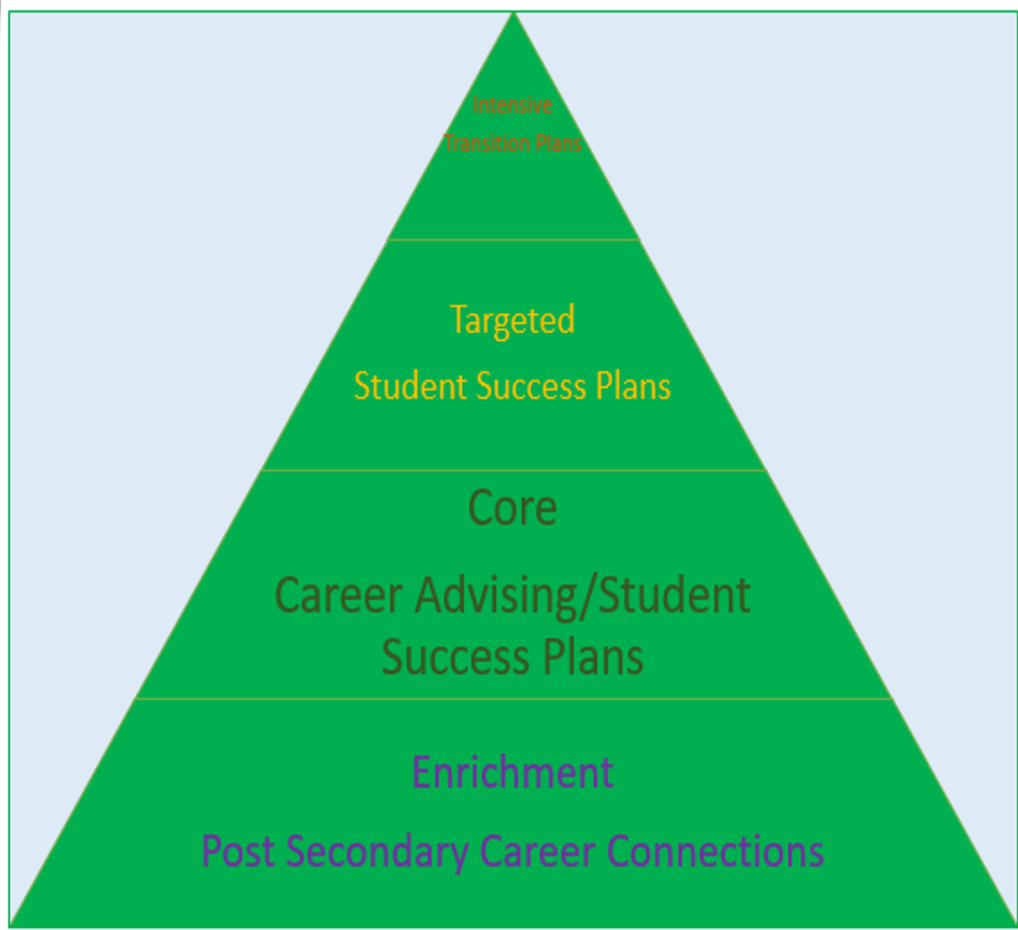 Intensive
Transition Plans
Targeted
Student Success Plans
Core
Career Advising/Student
Success Plans
Enrichment
Post Secondary Career Connections